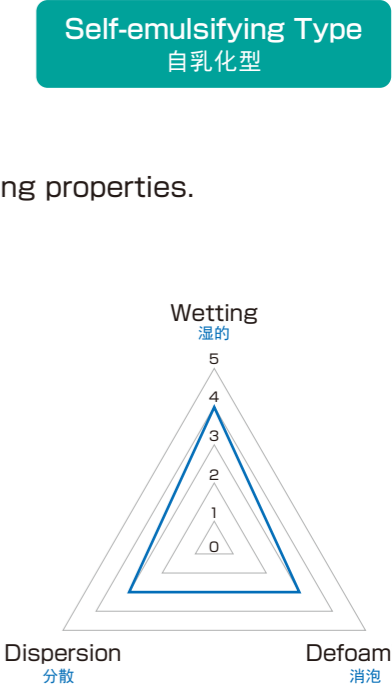 Self-emulsifying Type
自乳化型
ng properties.
Wetting
湿的
5
4
3
2
1
0
Dispersion
分散
Defoam
消泡